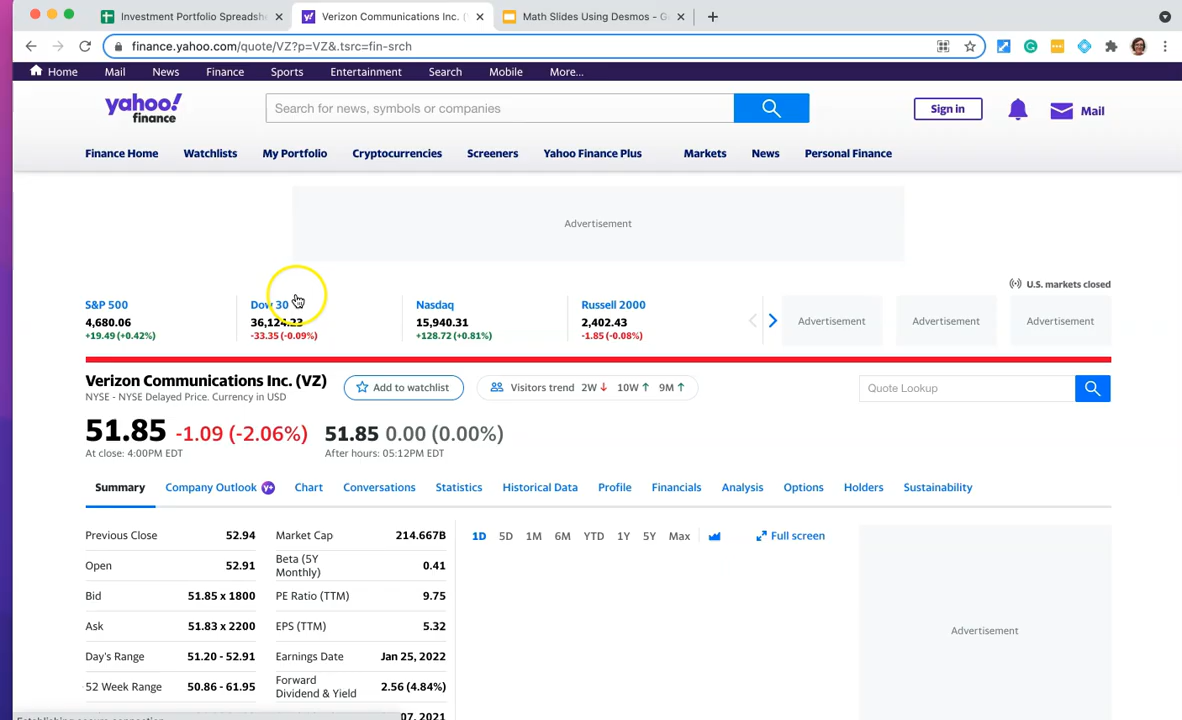 Investment Portfolio Spreadsh
Verizon Communications Inc. (
Math Slides Using Desmos - G
finance.yahoo.com/quote/VZ?p=VZ&.tsrc=fin-srch
Home Mail News Finance Sports Entertainment Search Mobile More...
yahoo!
finance
Search for news, symbols or companies
Sign in
Mail
Finance Home Watchlists My Portfolio Cryptocurrencies Screeners Yahoo Finance Plus Markets News Personal Finance
Advertisement
U.S. markets closed
S&P 500
4,680.06
+19.49 (+0.42%)
Dow 30
36,124.23
-33.35 (-0.09%)
Nasdaq
15,940.31
+128.72 (+0.81%)
Russell 2000
2,402.43
-1.85 (-0.08%)
Advertisement
Advertisement
Advertisement
Verizon Communications Inc. (VZ)
NYSE - NYSE Delayed Price. Currency in USD
Add to watchlist
Visitors trend 2W 10W 9M
Quote Lookup
51.85 -1.09 (-2.06%)
At close: 4:00PM EDT
51.85 0.00 (0.00%)
After hours: 05:12PM EDT
Summary Company Outlook Y+ Chart Conversations Statistics Historical Data Profile Financials Analysis Options Holders Sustainability
Previous Close 52.94
Open 52.91
Bid 51.85 x 1800
Ask 51.83 x 2200
Day's Range 51.20 - 52.91
52 Week Range 50.86 - 61.95
Market Cap 214.667B
Beta (5Y
Monthly) 0.41
PE Ratio (TTM) 9.75
EPS (TTM) 5.32
Earnings Date Jan 25, 2022
Forward
Dividend & Yield 2.56 (4.84%)
07, 2021
1D 5D 1M 6M YTD 1Y 5Y Max
Full screen
Advertisement